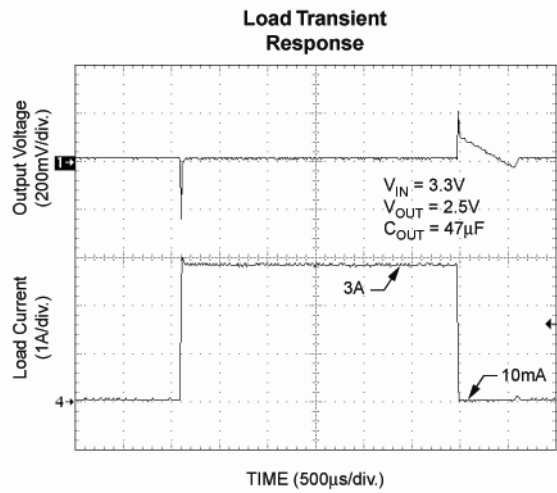 Load Transient
Response
Output Voltage
(200mV/div.)
1
V_IN = 3.3V
V_OUT = 2.5V
C_OUT = 47µF
Load Current
(1A/div.)
3A
10mA
4
TIME (500µs/div.)